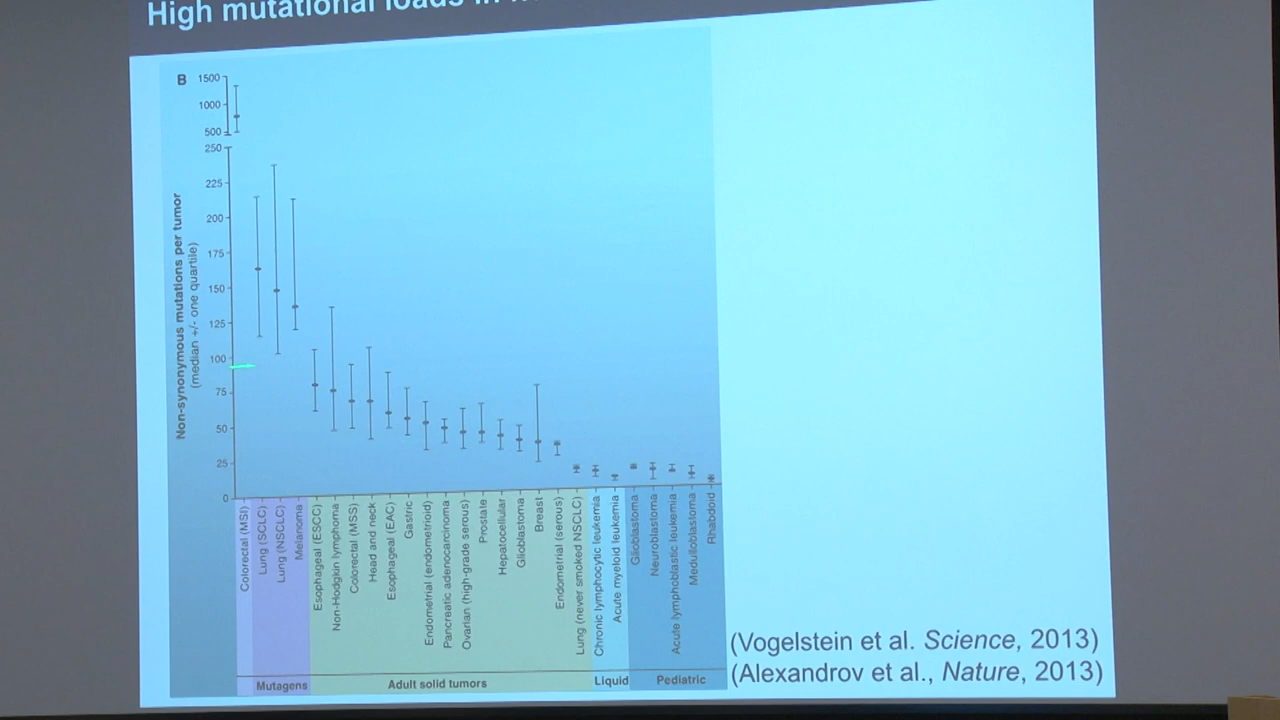 High mutational loads in
B
1500
1000
500
250
225
200
175
150
125
100
75
50
25
0
Non-synonymous mutations per tumor
(median +/- one quartile)
Colorectal (MSI)
Lung (SCLC)
Lung (NSCLC)
Melanoma
Esophageal (ESCC)
Non-Hodgkin lymphoma
Colorectal (MSS)
Head and neck
Esophageal (EAC)
Gastric
Endometrial (endometrioid)
Pancreatic adenocarcinoma
Ovarian (high-grade serous)
Prostate
Hepatocellular
Glioblastoma
Breast
Endometrial (serous)
Lung (never smoked NSCLC)
Chronic lymphocytic leukemia
Acute myeloid leukemia
Glioblastoma
Neuroblastoma
Acute lymphoblastic leukemia
Medulloblastoma
Rhabdoid
Mutagens
Adult solid tumors
Liquid
Pediatric
(Vogelstein et al. Science, 2013)
(Alexandrov et al., Nature, 2013)